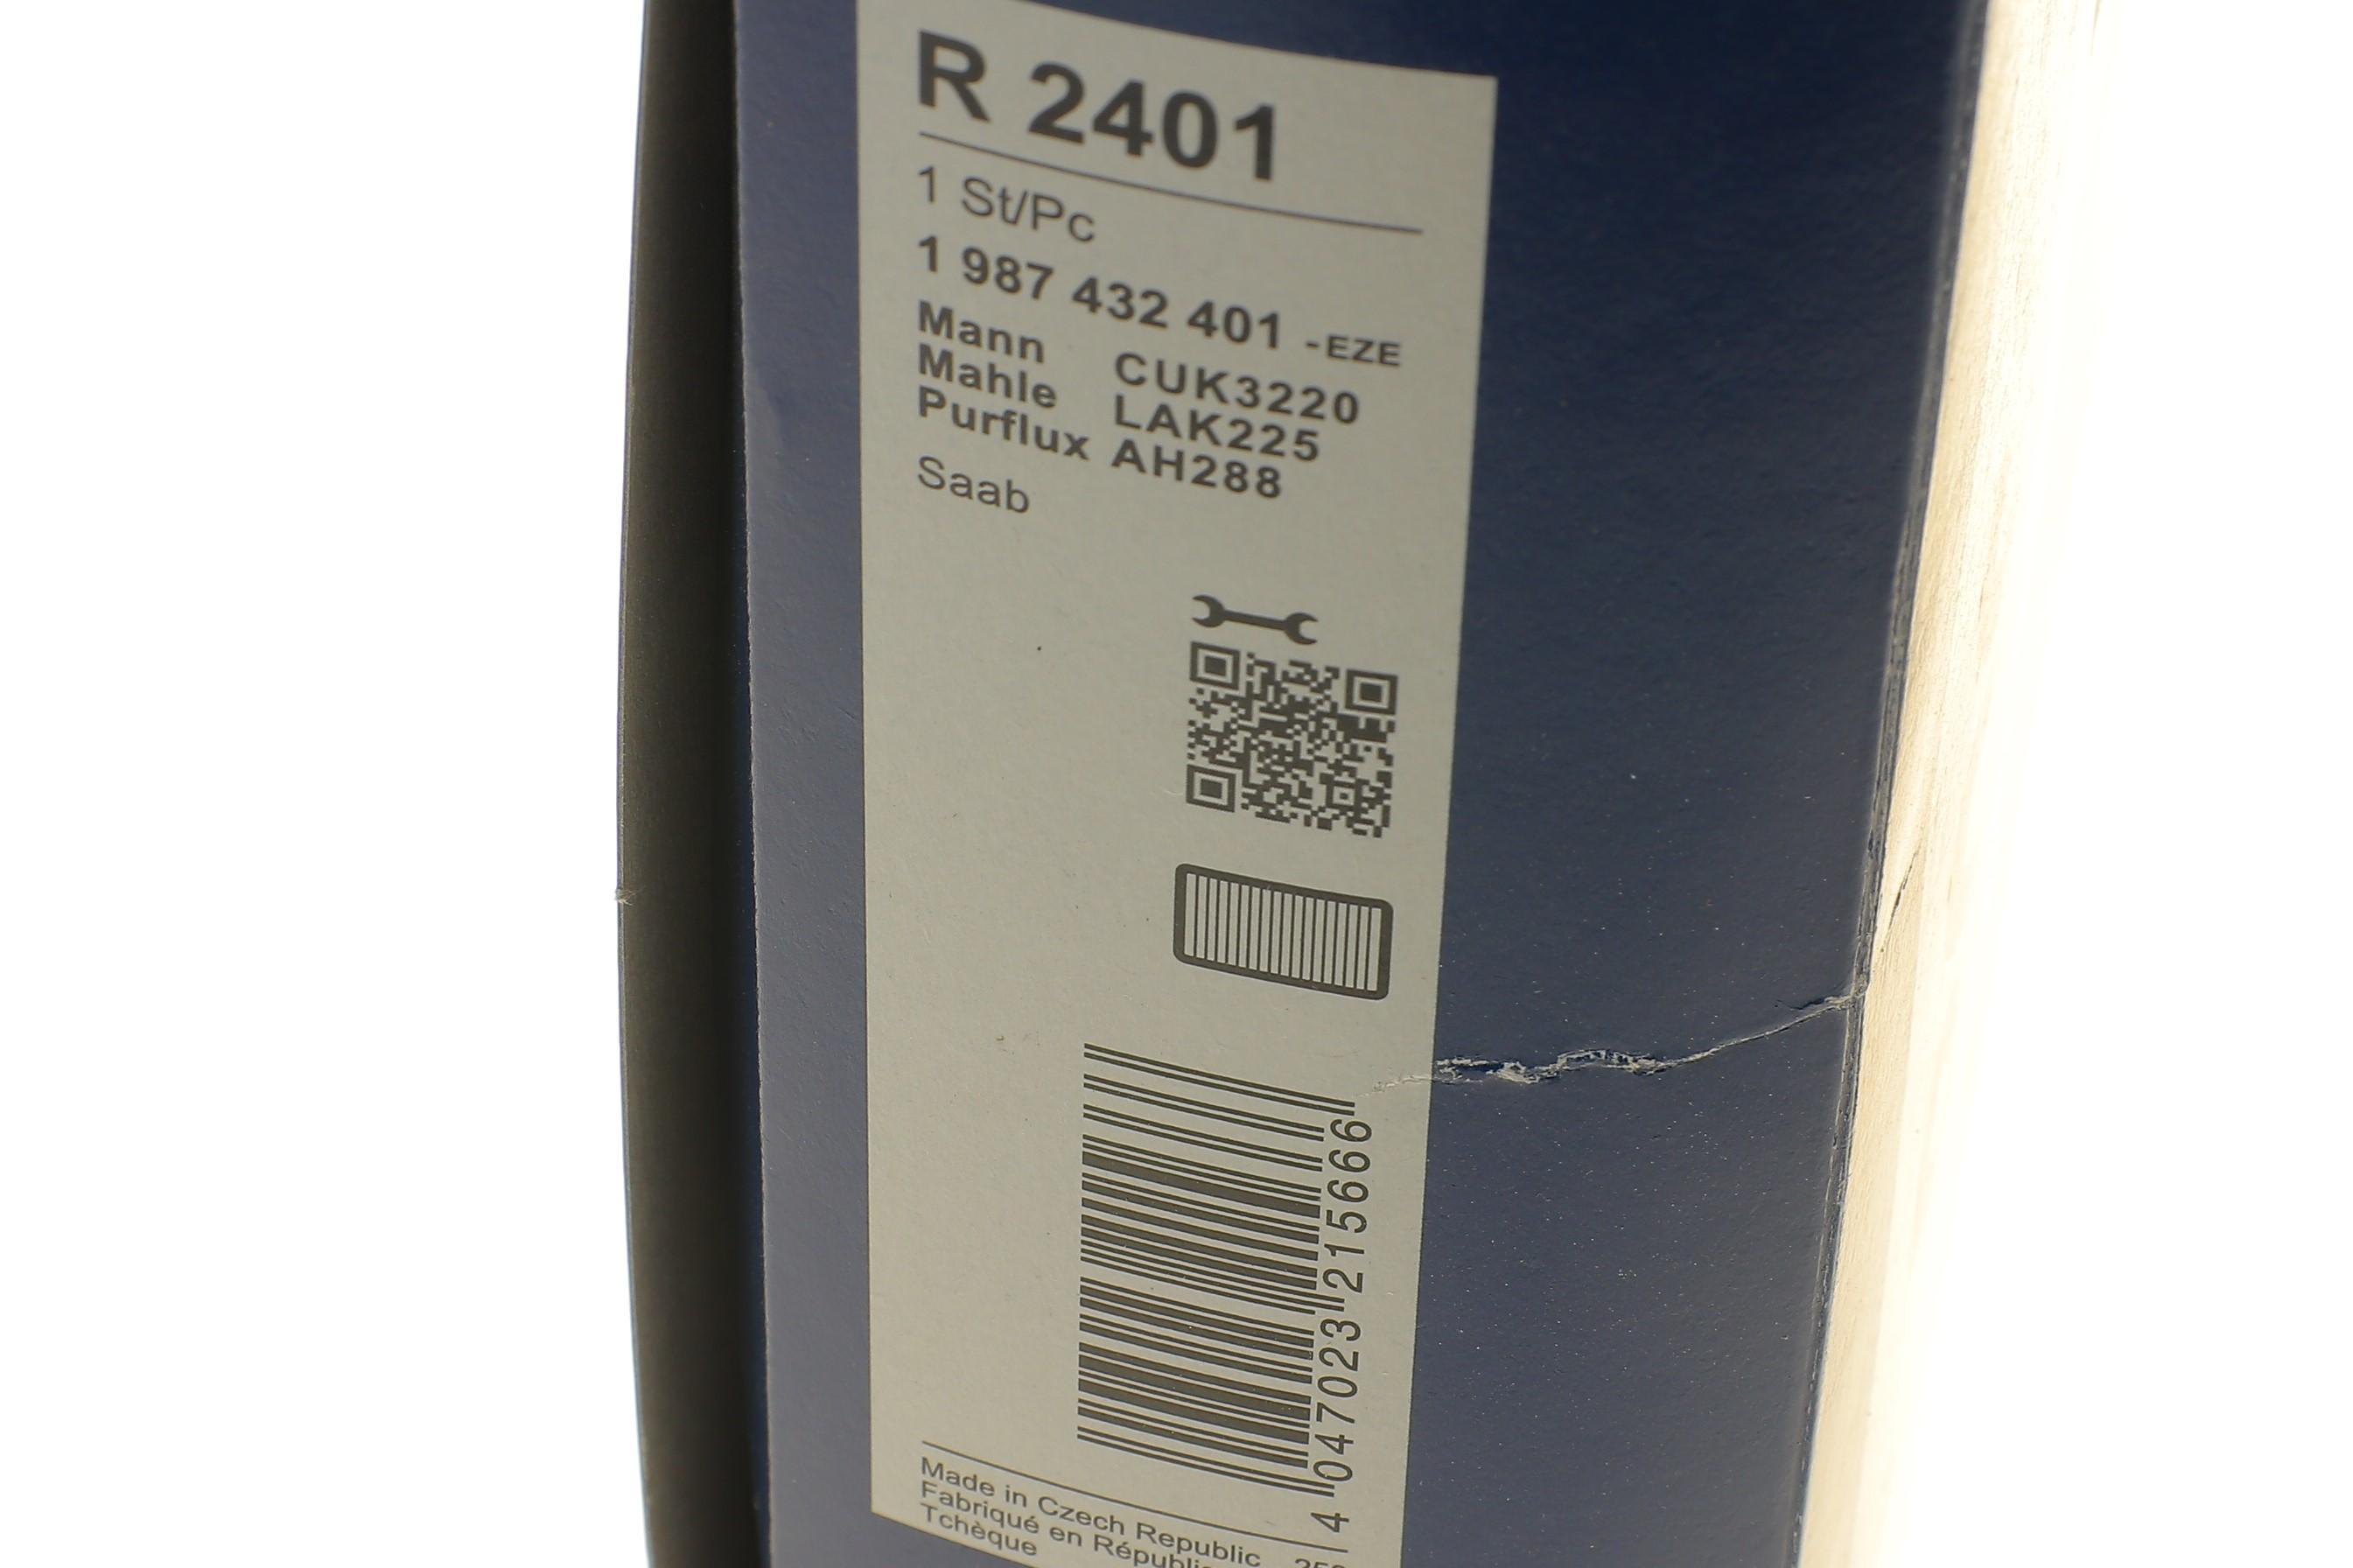 R 2401
1 St/Pc
1 987 432 401 -EZE
Mann CUK3220
Mahle LAK225
Purflux AH288
Saab
4 047023 215666
Made in Czech Republic
Fabriqué en
Tchèque